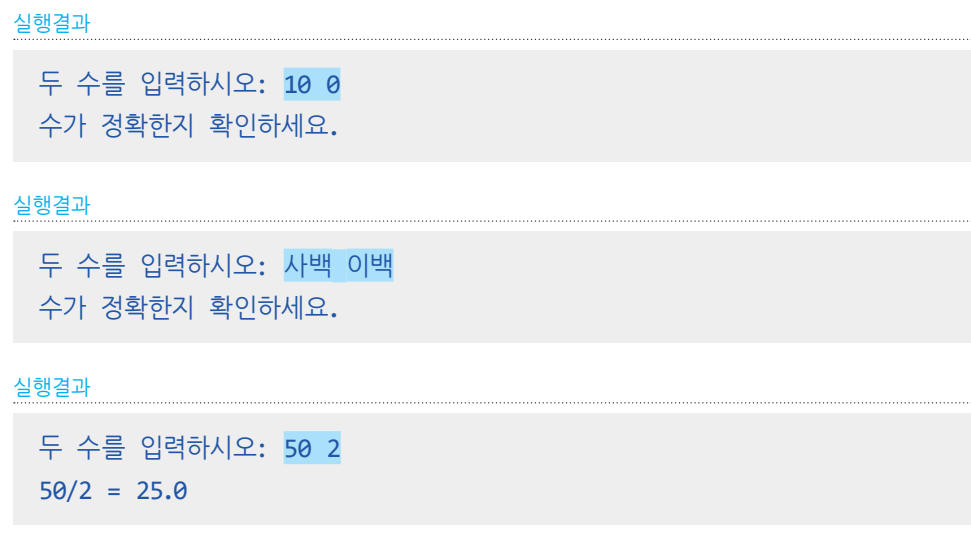 실행결과
두 수를 입력하시오: 10 0
수가 정확한지 확인하세요.
실행결과
두 수를 입력하시오: 사백 이백
수가 정확한지 확인하세요.
실행결과
두 수를 입력하시오: 50 2
50/2 = 25.0